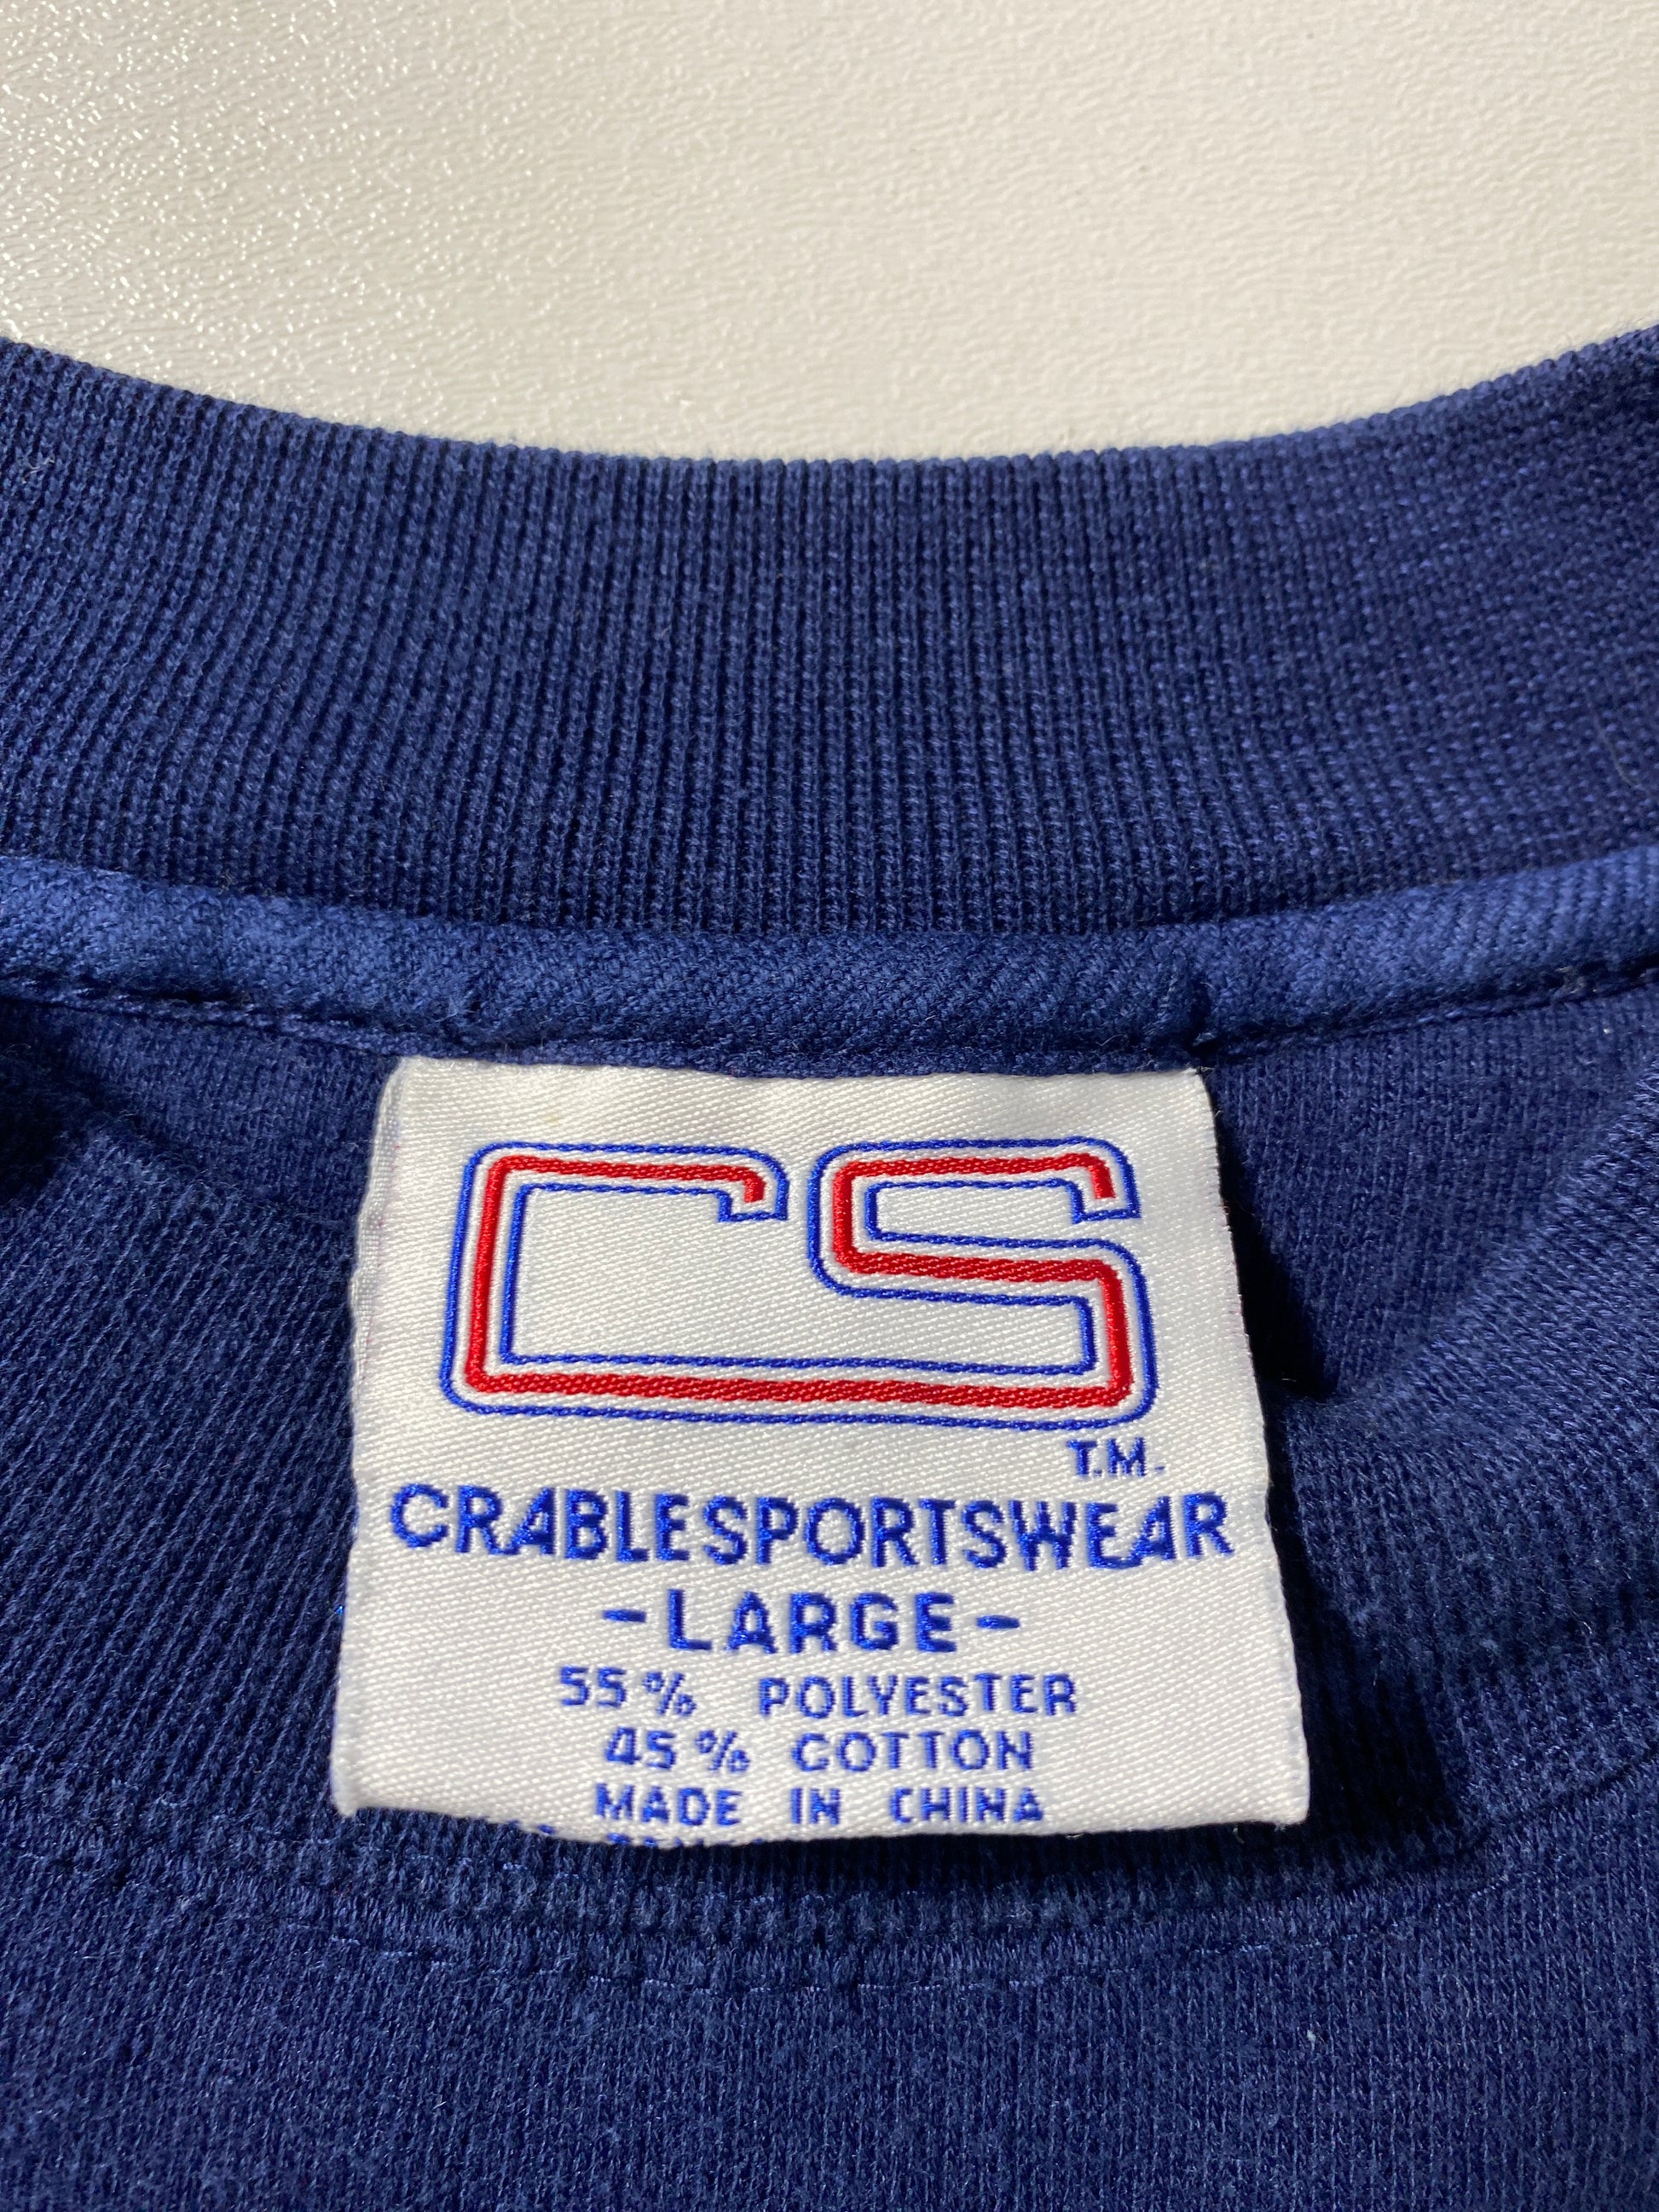 CS
T.M.
CRABLESPORTSWEAR
-LARGE-
55% POLYESTER
45% COTTON
MADE IN CHINA